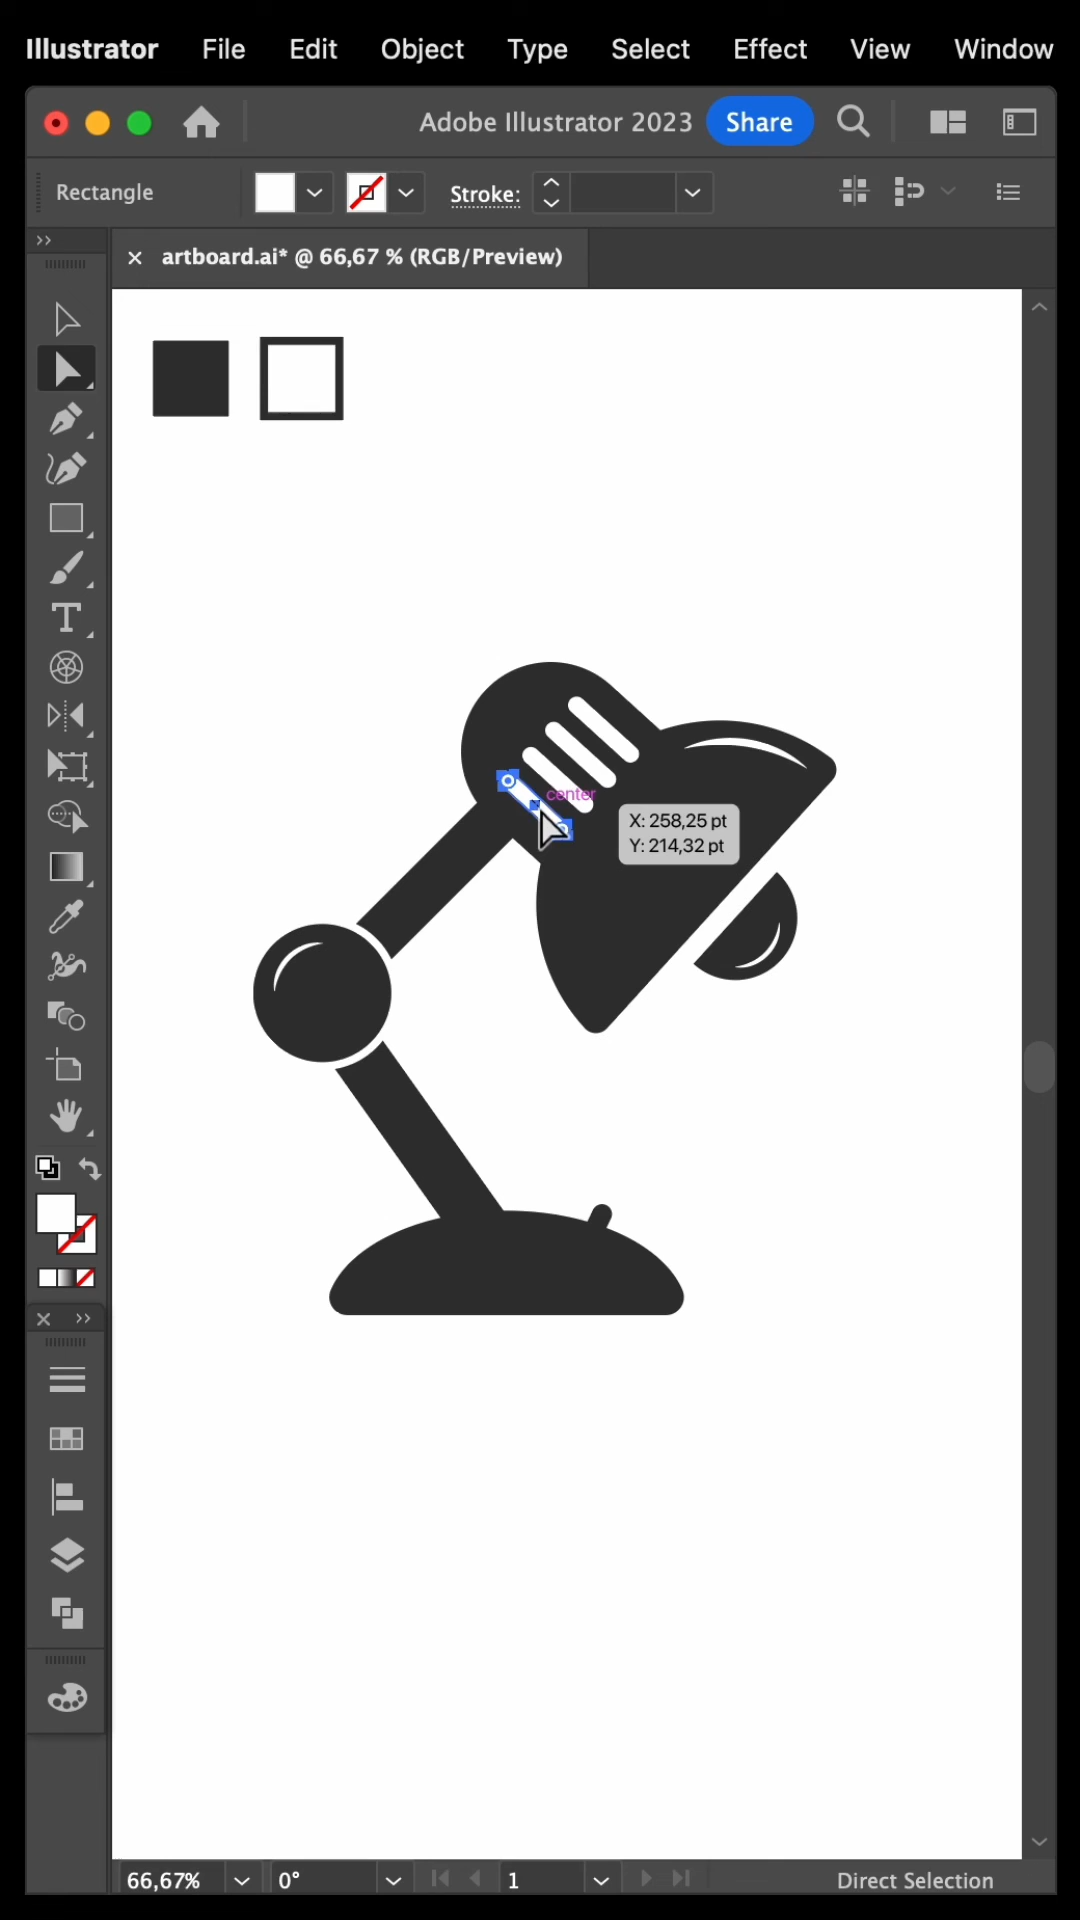 Illustrator File Edit Object Type Select Effect View Window
Adobe Illustrator 2023 Share
Rectangle Stroke:
× artboard.ai* @ 66,67 % (RGB/Preview)
center
X: 258,25 pt
Y: 214,32 pt
66,67% 0° 1 Direct Selection